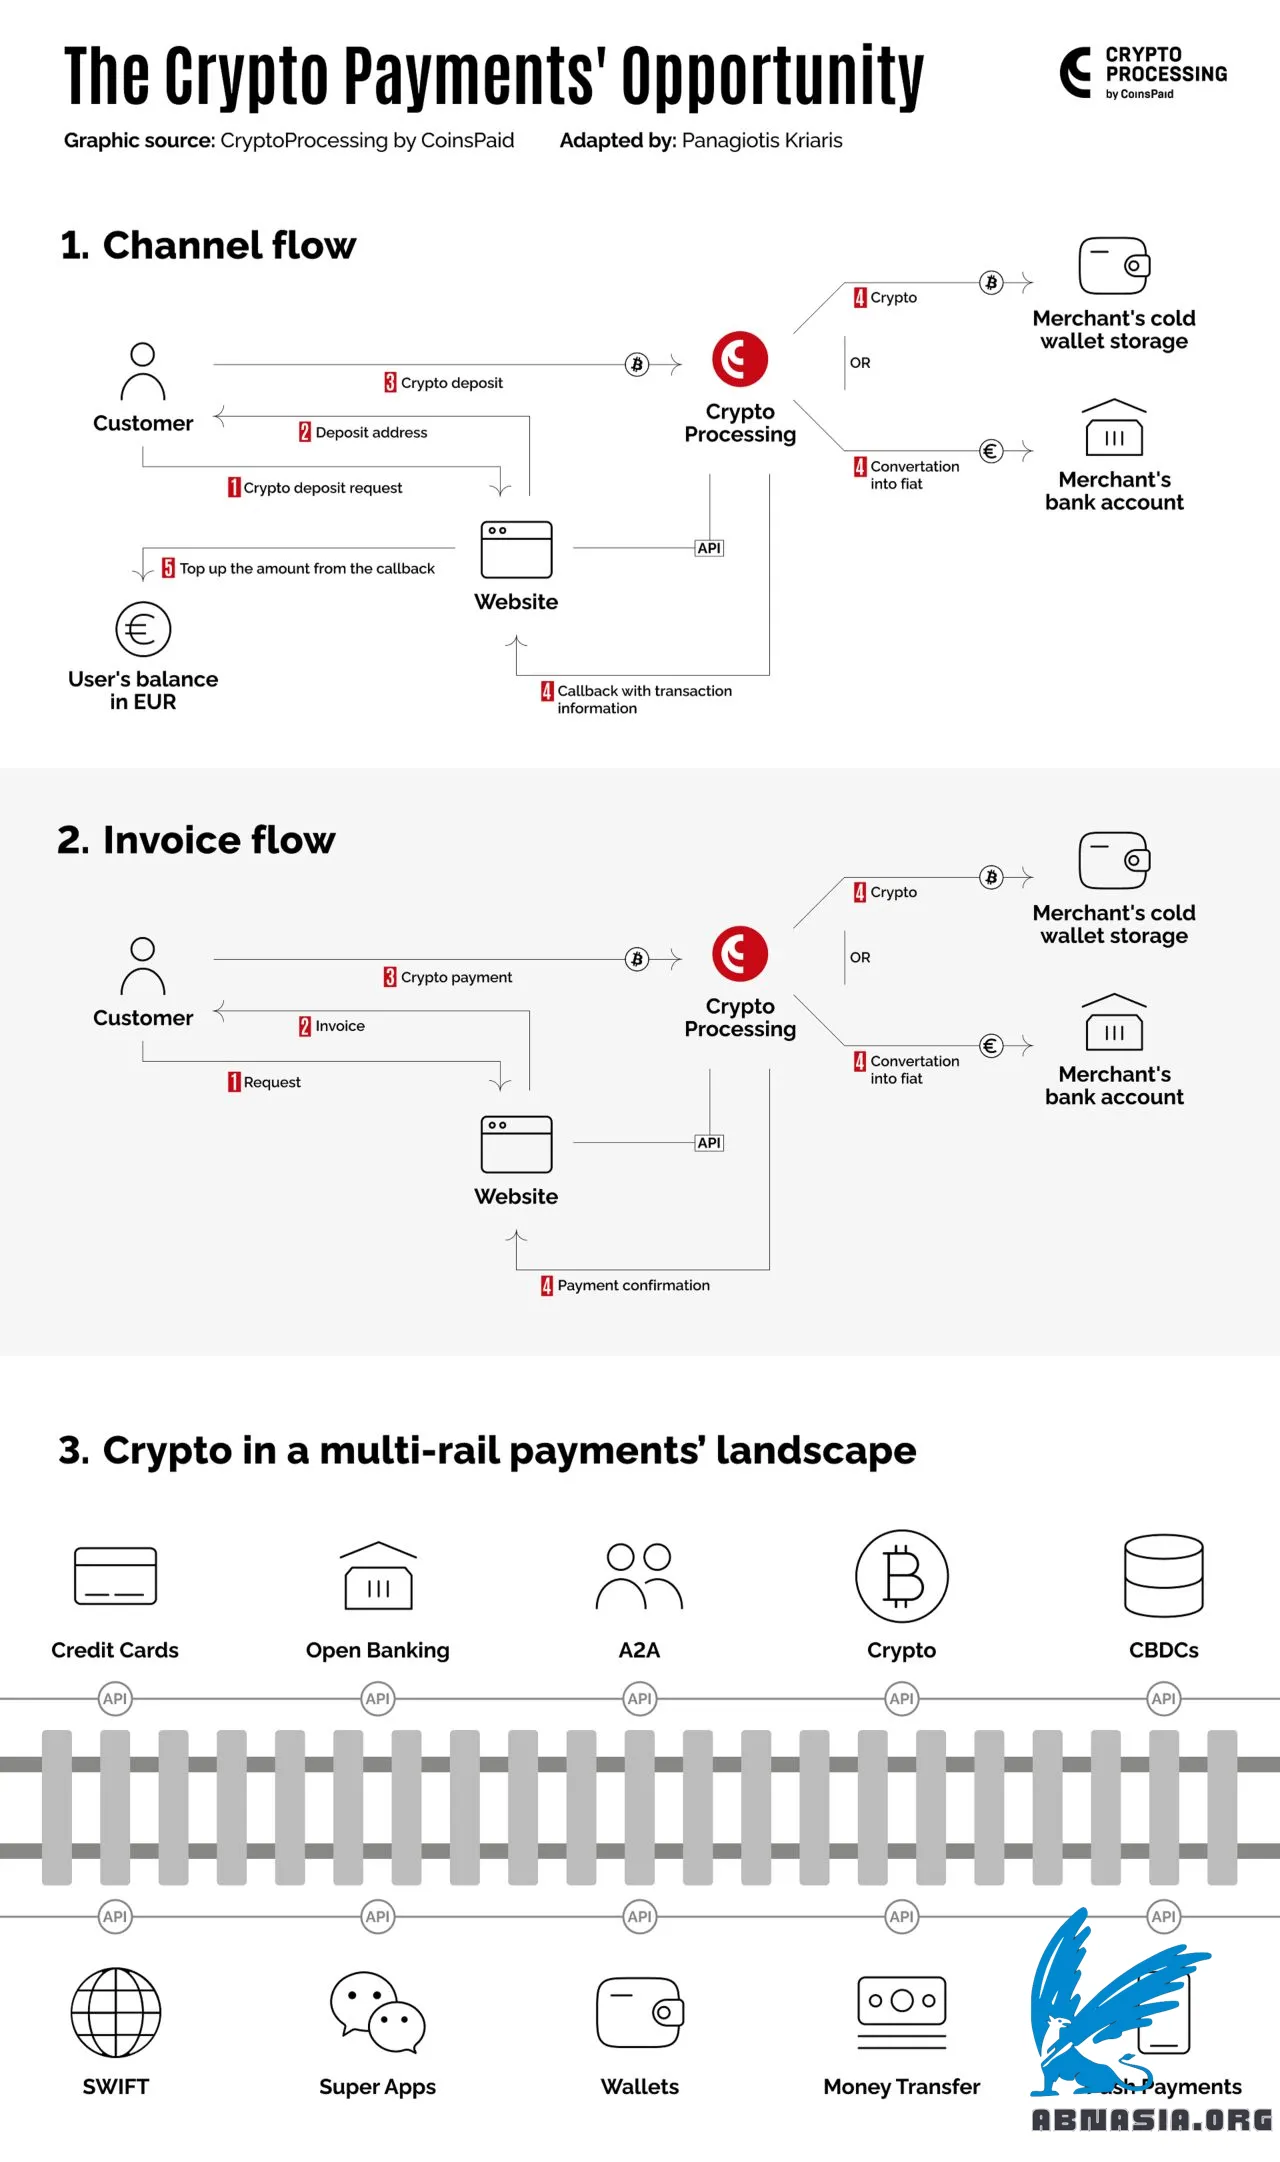 The Crypto Payments' Opportunity
CRYPTO
PROCESSING
by CoinsPaid
Graphic source: CryptoProcessing by CoinsPaid
Adapted by: Panagiotis Kriaris
1. Channel flow
4 Crypto
Merchant's cold
wallet storage
OR
3 Crypto deposit
Customer
2 Deposit address
Crypto
Processing
4 Convertation
into fiat
€
Merchant's
bank account
1 Crypto deposit request
API
5 Top up the amount from the callback
Website
€
User's balance
in EUR
4 Callback with transaction
information
2. Invoice flow
4 Crypto
Merchant's cold
wallet storage
OR
3 Crypto payment
Customer
2 Invoice
Crypto
Processing
4 Convertation
into fiat
€
Merchant's
bank account
1 Request
API
Website
4 Payment confirmation
3. Crypto in a multi-rail payments’ landscape
Credit Cards
Open Banking
A2A
Crypto
CBDCs
API
API
API
API
API
API
API
API
API
API
SWIFT
Super Apps
Wallets
Money Transfer
Payments
ABNASIA.ORG